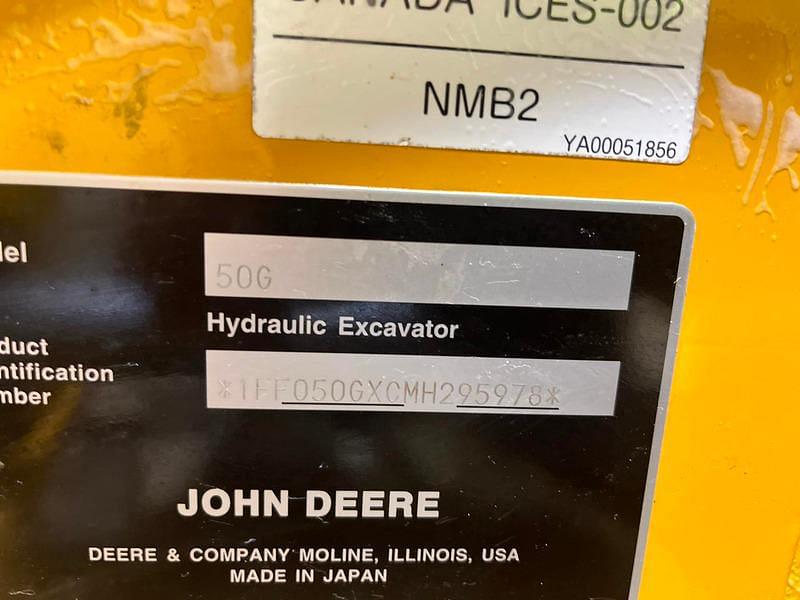 CANADA ICES-002
NMB2
YA00051856
del
50G
Hydraulic Excavator
duct
ntification
mber
*1FF050GXCMH295978*
JOHN DEERE
DEERE & COMPANY MOLINE, ILLINOIS, USA
MADE IN JAPAN